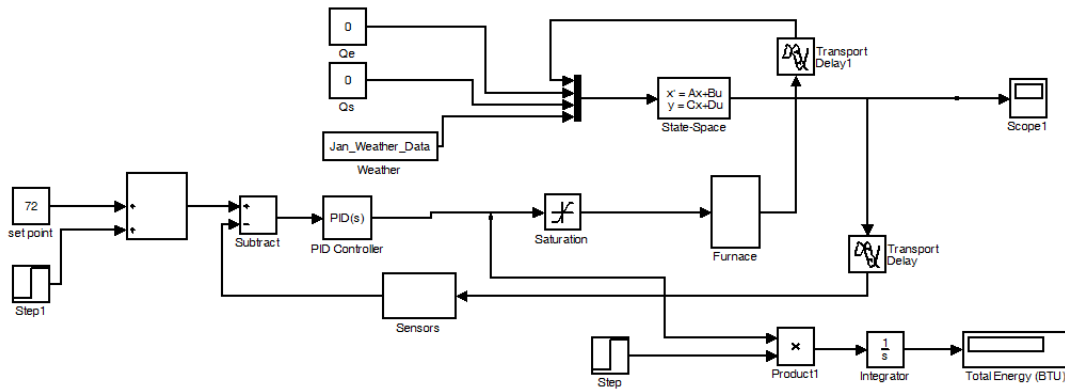 0
Qe
0
Qs
Transport
Delay1
x' = Ax+Bu
y = Cx+Du
State-Space
Scope1
Jan_Weather_Data
Weather
72
set point
+
+
+
−
Subtract
PID(s)
PID Controller
Saturation
Furnace
Transport
Delay
Step1
Sensors
Step
×
Product1
1
s
Integrator
Total Energy (BTU)